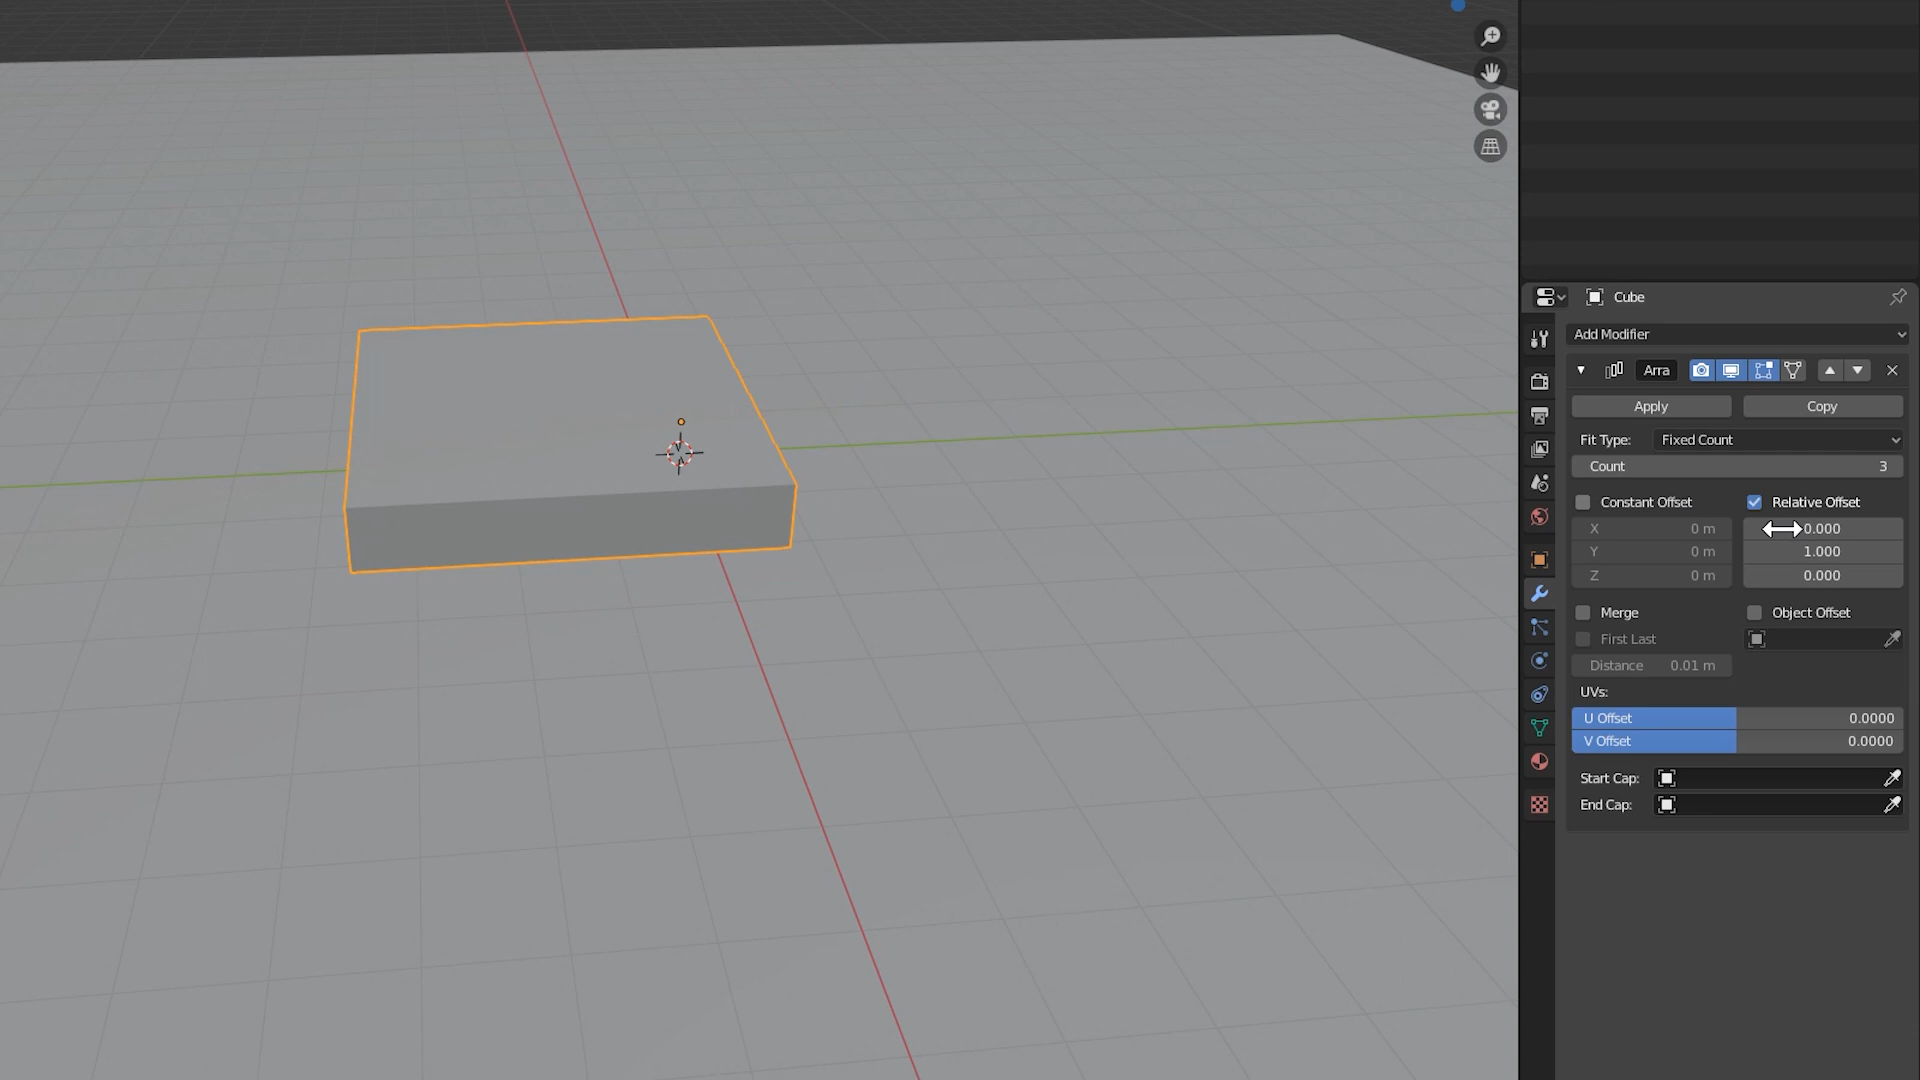 Cube
Add Modifier
Arra
Apply Copy
Fit Type: Fixed Count
Count 3
Constant Offset Relative Offset
X 0 m 0.000
Y 0 m 1.000
Z 0 m 0.000
Merge Object Offset
First Last
Distance 0.01 m
UVs:
U Offset 0.0000
V Offset 0.0000
Start Cap:
End Cap: